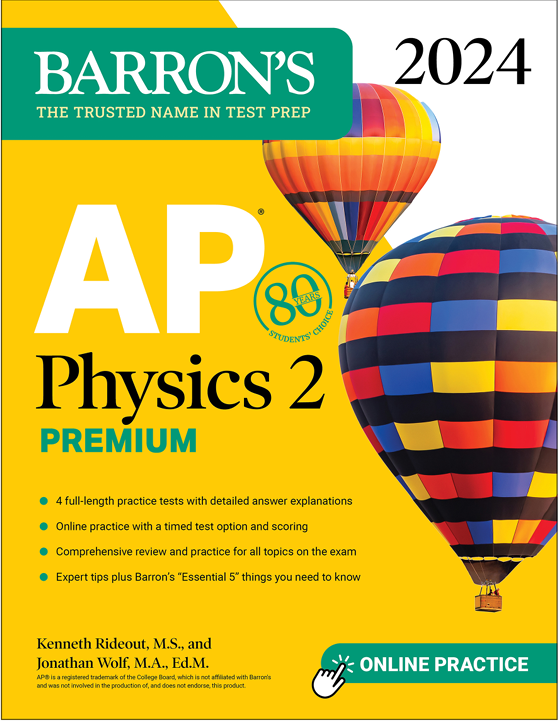 BARRON'S
THE TRUSTED NAME IN TEST PREP
2024
AP®
80
YEARS
STUDENTS' CHOICE
Physics 2
PREMIUM
4 full-length practice tests with detailed answer explanations
Online practice with a timed test option and scoring
Comprehensive review and practice for all topics on the exam
Expert tips plus Barron's “Essential 5” things you need to know
Kenneth Rideout, M.S., and
Jonathan Wolf, M.A., Ed.M.
AP® is a registered trademark of the College Board, which is not affiliated with Barron's
and was not involved in the production of, and does not endorse, this product.
ONLINE PRACTICE